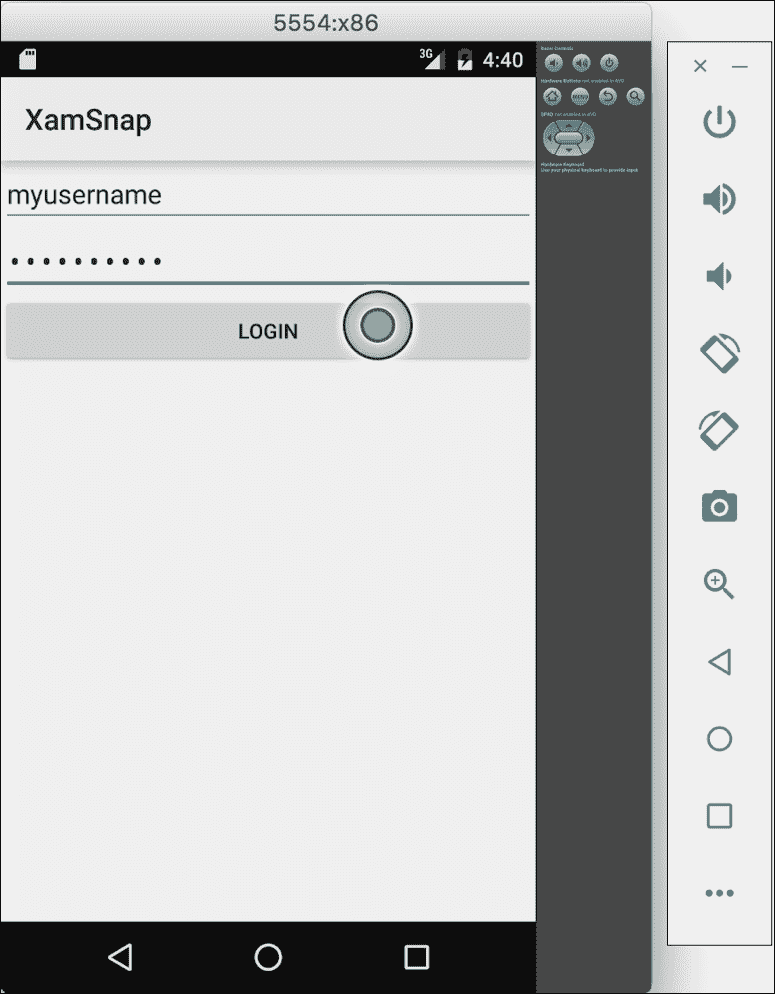 5554:x86
3G 4:40
XamSnap
myusername
LOGIN
Basic Controls
Hardware Buttons not enabled in AVD
MENU
DPAD not enabled in AVD
Hardware Keyboard
Use your physical keyboard to provide input